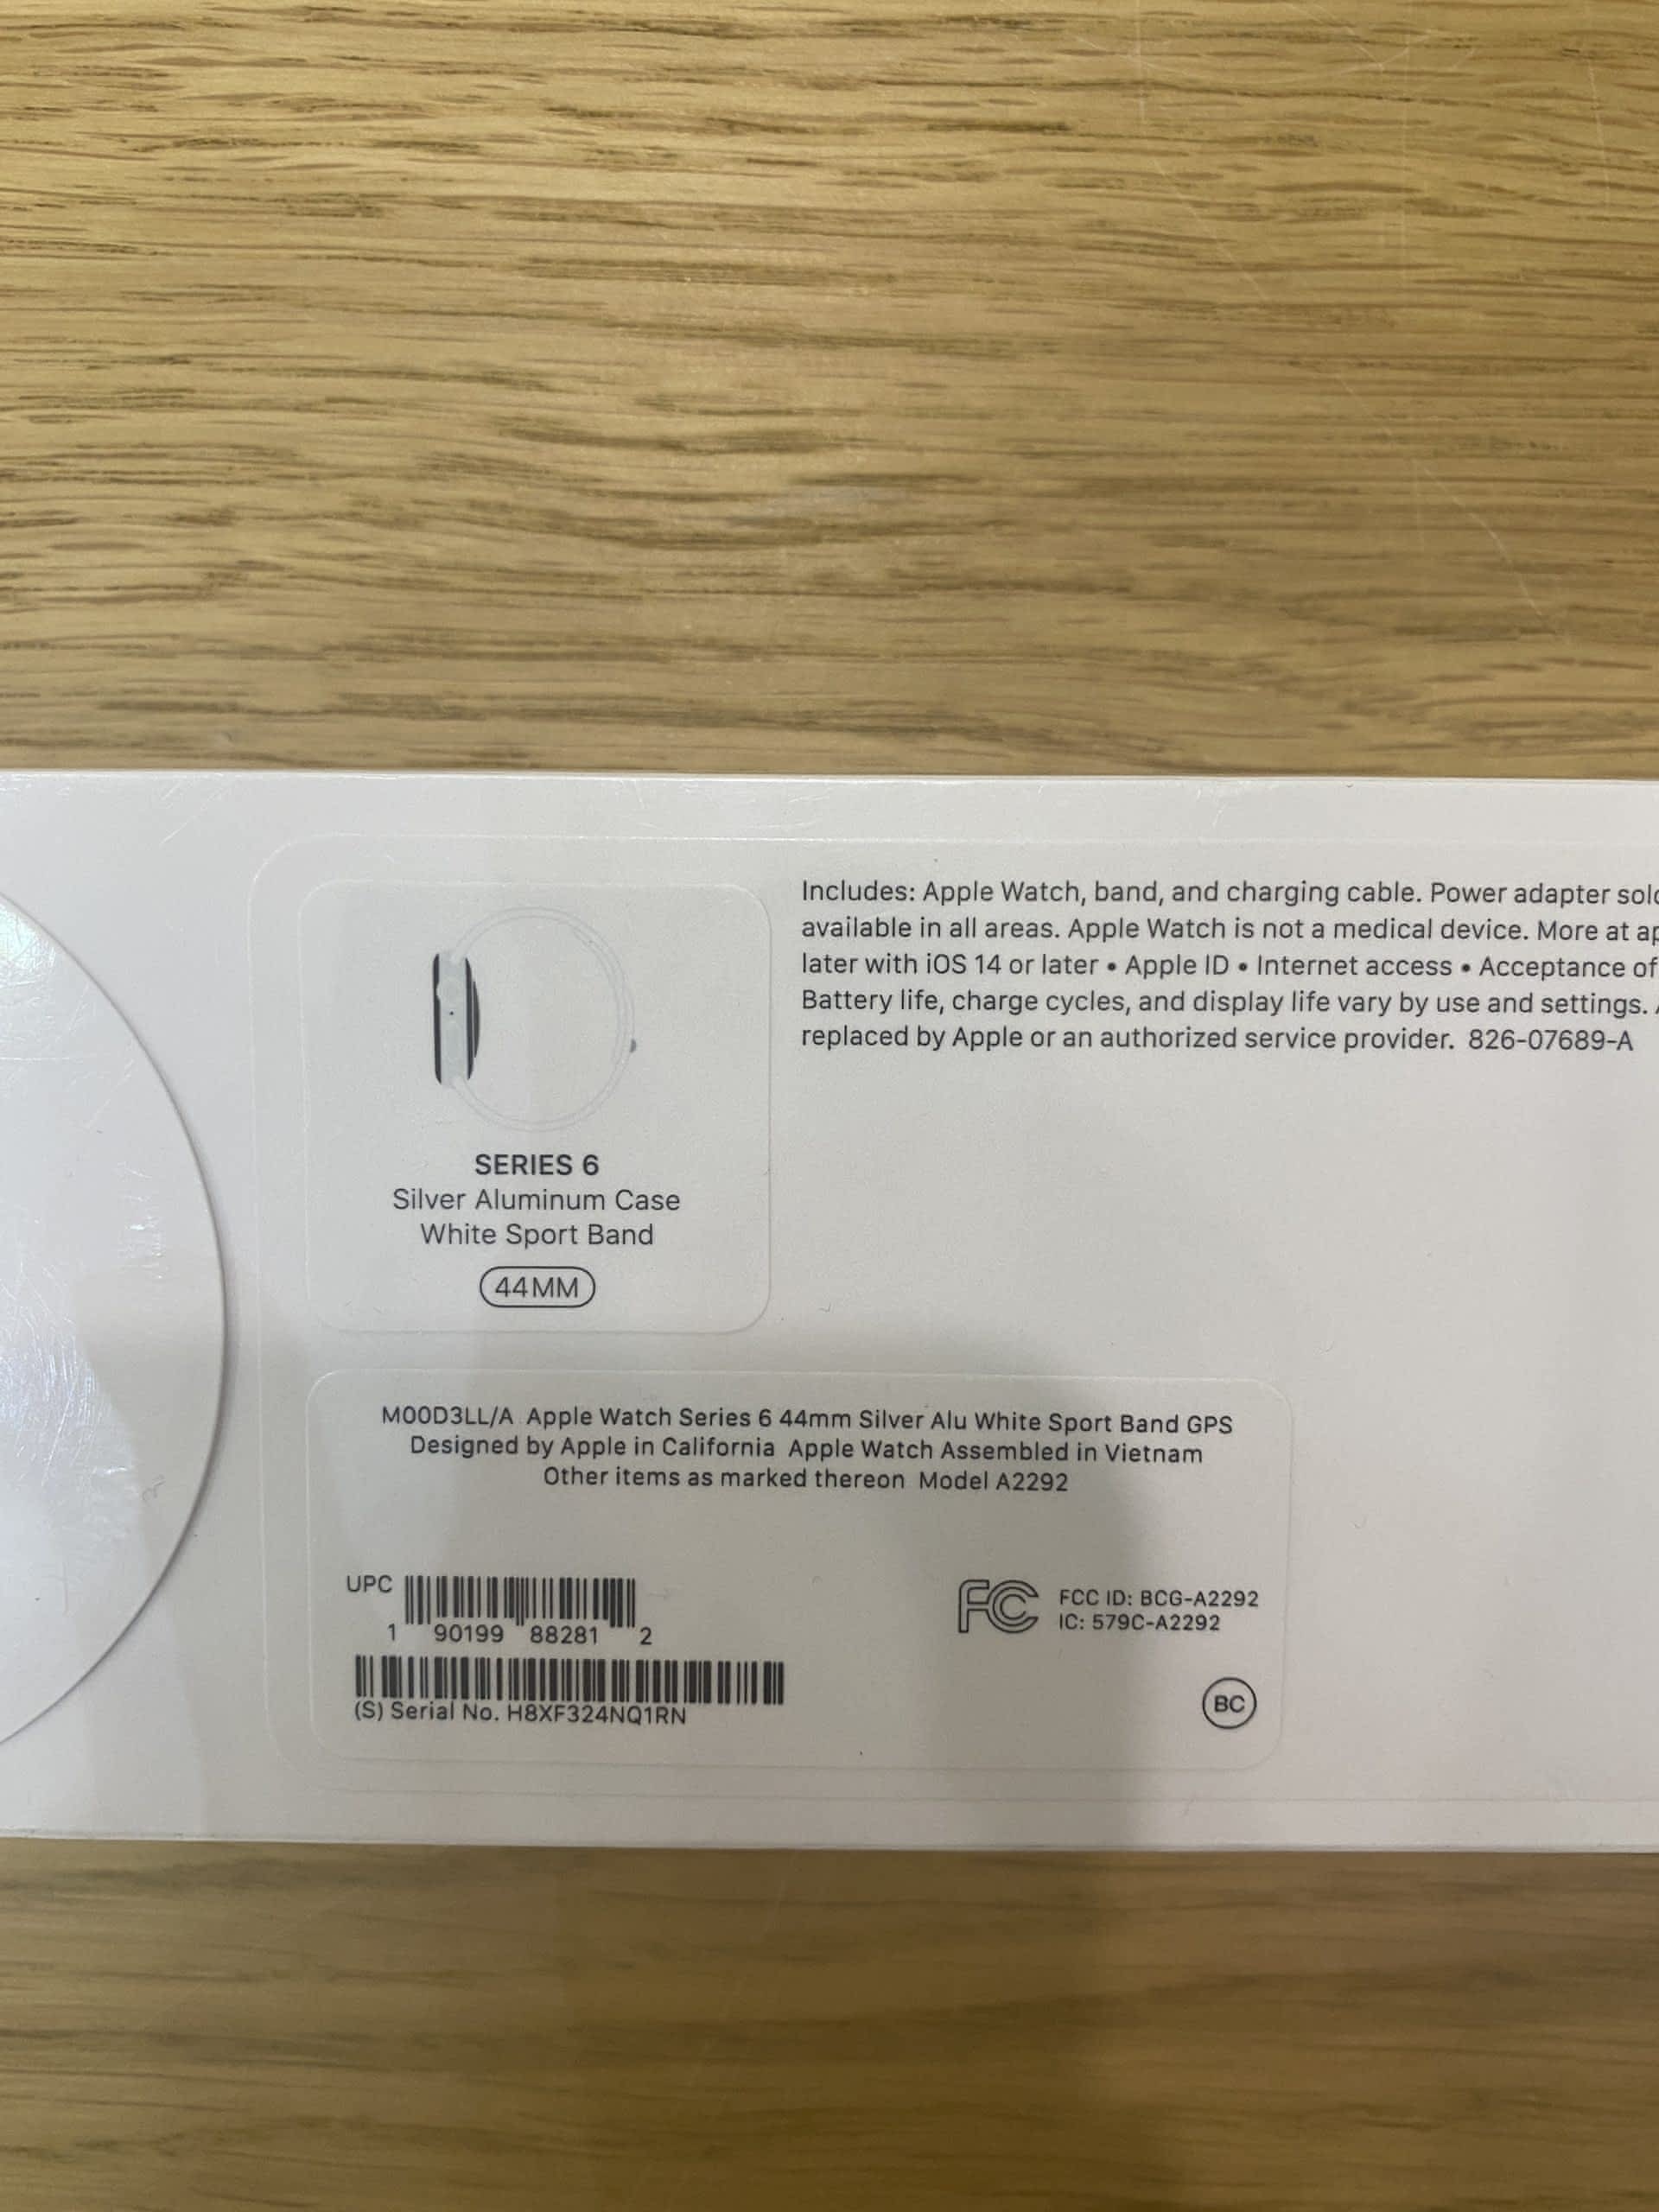 Includes: Apple Watch, band, and charging cable. Power adapter
available in all areas. Apple Watch is not a medical device. More at
later with iOS 14 or later • Apple ID • Internet access • Acceptance of
Battery life, charge cycles, and display life vary by use and settings.
replaced by Apple or an authorized service provider. 826-07689-A
SERIES 6
Silver Aluminum Case
White Sport Band
44MM
M00D3LL/A Apple Watch Series 6 44mm Silver Alu White Sport Band GPS
Designed by Apple in California Apple Watch Assembled in Vietnam
Other items as marked thereon Model A2292
UPC
1 90199 88281 2
(S) Serial No. H8XF324NQ1RN
FC
FCC ID: BCG-A2292
IC: 579C-A2292
BC